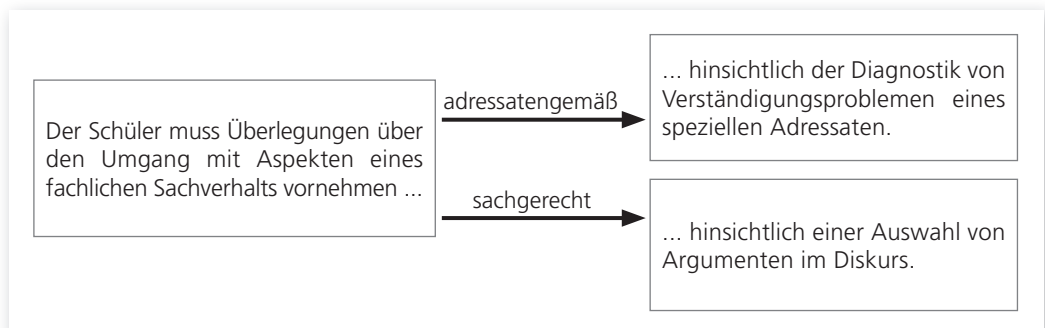 Der Schüler muss Überlegungen über
den Umgang mit Aspekten eines
fachlichen Sachverhalts vornehmen ...
adressatengemäß
... hinsichtlich der Diagnostik von
Verständigungsproblemen eines
speziellen Adressaten.
sachgerecht
... hinsichtlich einer Auswahl von
Argumenten im Diskurs.